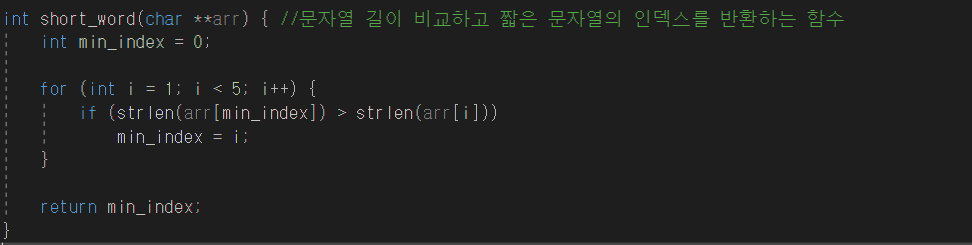 int short_word(char **arr) { //문자열 길이 비교하고 짧은 문자열의 인덱스를 반환하는 함수
int min_index = 0;
for (int i = 1; i < 5; i++) {
if (strlen(arr[min_index]) > strlen(arr[i]))
min_index = i;
}
return min_index;
}